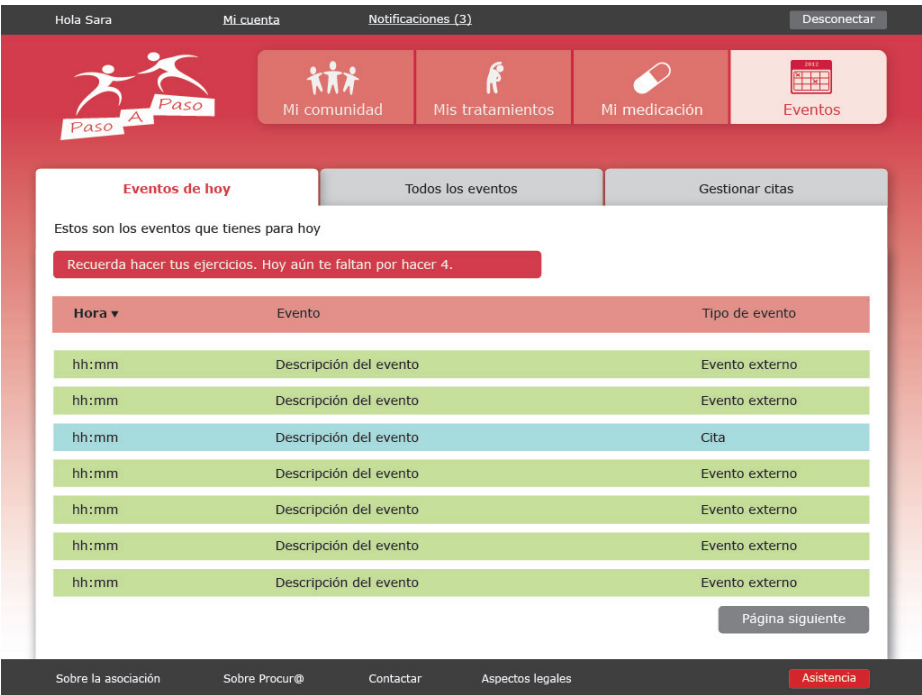 Hola Sara Mi cuenta Notificaciones (3) Desconectar
Paso A Paso
2012
Mi comunidad Mis tratamientos Mi medicación Eventos
Eventos de hoy Todos los eventos Gestionar citas
Estos son los eventos que tienes para hoy
Recuerda hacer tus ejercicios. Hoy aún te faltan por hacer 4.
Hora ▾ Evento Tipo de evento
hh:mm Descripción del evento Evento externo
hh:mm Descripción del evento Evento externo
hh:mm Descripción del evento Cita
hh:mm Descripción del evento Evento externo
hh:mm Descripción del evento Evento externo
hh:mm Descripción del evento Evento externo
hh:mm Descripción del evento Evento externo
Página siguiente
Sobre la asociación Sobre Procur@ Contactar Aspectos legales Asistencia